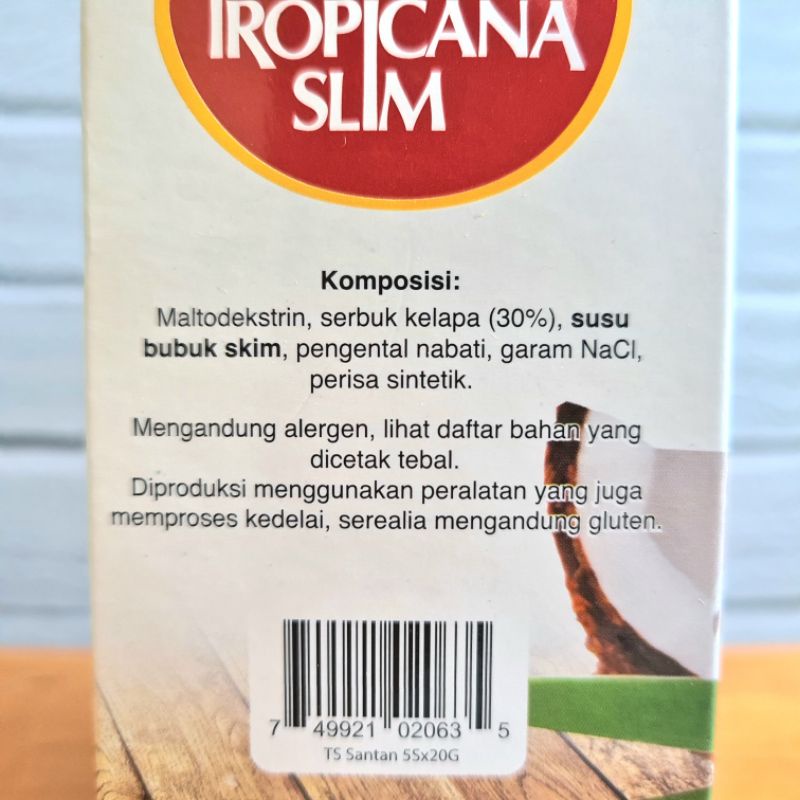 TROPICANA
SLIM
Komposisi:
Maltodekstrin, serbuk kelapa (30%), susu
bubuk skim, pengental nabati, garam NaCl,
perisa sintetik.
Mengandung alergen, lihat daftar bahan yang
dicetak tebal.
Diproduksi menggunakan peralatan yang juga
memproses kedelai, serealia mengandung gluten.
7 49921 02063 5
TS Santan 5Sx20G